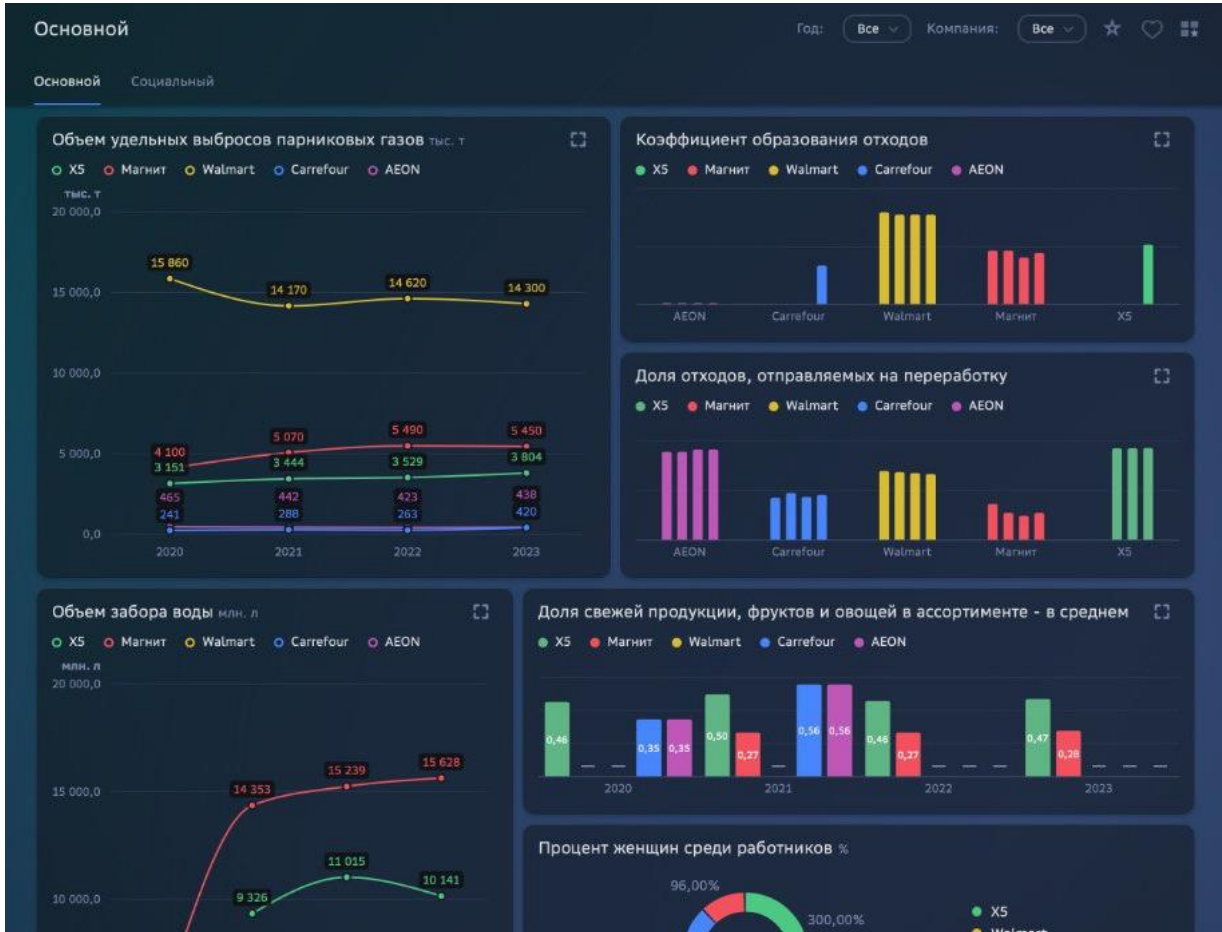 Основной
Год: Все Компания: Все
Основной Социальный
Объем удельных выбросов парниковых газов тыс. т
X5 Магнит Walmart Carrefour AEON
тыс. т
20 000,0
15 860
14 170
14 620
14 300
15 000,0
10 000,0
5 070
5 490
5 450
4 100
5 000,0
3 151
3 444
3 529
3 804
465
442
423
438
241
288
263
420
0,0
2020 2021 2022 2023
Коэффициент образования отходов
X5 Магнит Walmart Carrefour AEON
AEON Carrefour Walmart Магнит X5
Доля отходов, отправляемых на переработку
X5 Магнит Walmart Carrefour AEON
AEON Carrefour Walmart Магнит X5
Объем забора воды млн. л
X5 Магнит Walmart Carrefour AEON
млн. л
20 000,0
15 628
15 239
14 353
15 000,0
11 015
10 141
9 326
10 000,0
Доля свежей продукции, фруктов и овощей в ассортименте - в среднем
X5 Магнит Walmart Carrefour AEON
0,46 0,35 0,35 0,50 0,27 0,56 0,56 0,46 0,27 0,47 0,28
2020 2021 2022 2023
Процент женщин среди работников %
96,00%
300,00%
X5
Walmart